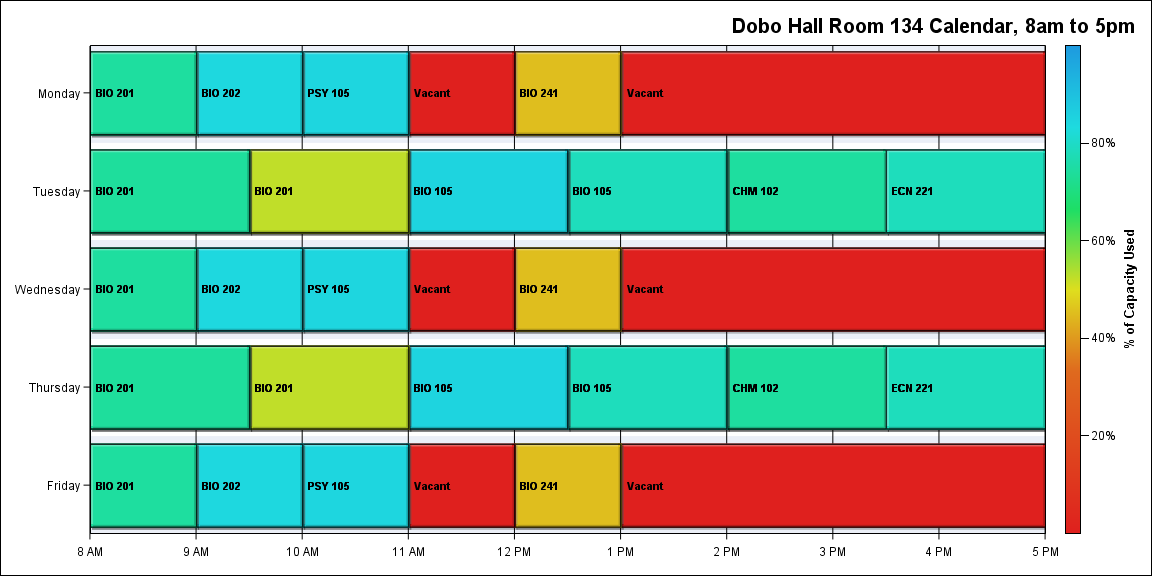 Dobo Hall Room 134 Calendar, 8am to 5pm
Monday BIO 201 BIO 202 PSY 105 Vacant BIO 241 Vacant
Tuesday BIO 201 BIO 201 BIO 105 BIO 105 CHM 102 ECN 221
Wednesday BIO 201 BIO 202 PSY 105 Vacant BIO 241 Vacant
Thursday BIO 201 BIO 201 BIO 105 BIO 105 CHM 102 ECN 221
Friday BIO 201 BIO 202 PSY 105 Vacant BIO 241 Vacant
8 AM 9 AM 10 AM 11 AM 12 PM 1 PM 2 PM 3 PM 4 PM 5 PM
80%
60%
40%
20%
% of Capacity Used